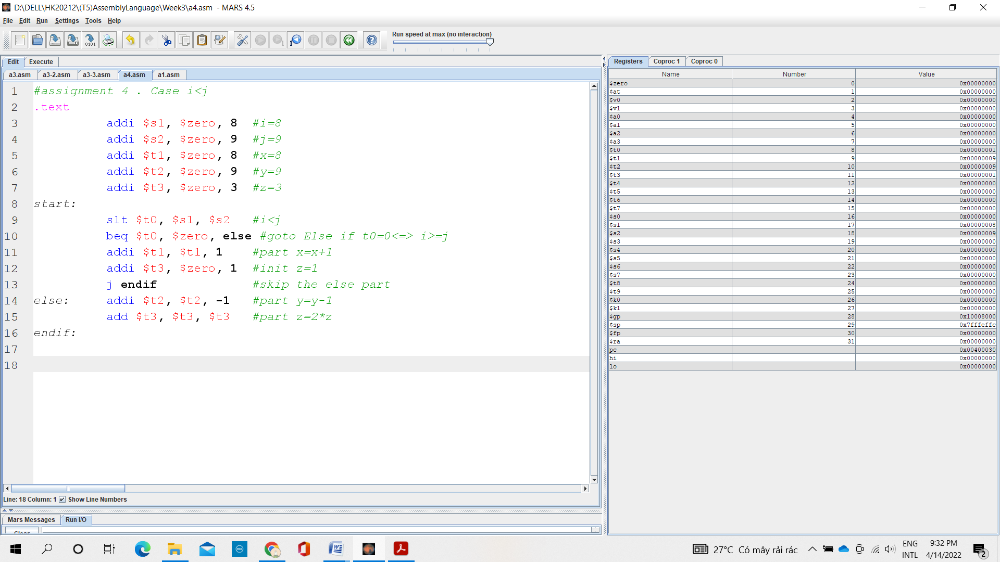 D:\DELL\HK20212\(T5)AssemblyLanguage\Week3\a4.asm - MARS 4.5
File Edit Run Settings Tools Help
Run speed at max (no interaction)
Edit Execute
a3.asm a3-2.asm a3-3.asm a4.asm a1.asm
1 #assignment 4 . Case i<j
2 .text
3 addi $s1, $zero, 8 #i=8
4 addi $s2, $zero, 9 #j=9
5 addi $t1, $zero, 8 #x=8
6 addi $t2, $zero, 9 #y=9
7 addi $t3, $zero, 3 #z=3
8 start:
9 slt $t0, $s1, $s2 #i<j
10 beq $t0, $zero, else #goto Else if t0=0<=> i>=j
11 addi $t1, $t1, 1 #part x=x+1
12 addi $t3, $zero, 1 #init z=1
13 j endif #skip the else part
14 else: addi $t2, $t2, -1 #part y=y-1
15 add $t3, $t3, $t3 #part z=2*z
16 endif:
17
18
Line: 18 Column: 1 Show Line Numbers
Mars Messages Run I/O
Clear
Registers Coproc 1 Coproc 0
Name Number Value
$zero 0 0x00000000
$at 1 0x00000000
$v0 2 0x00000000
$v1 3 0x00000000
$a0 4 0x00000000
$a1 5 0x00000000
$a2 6 0x00000000
$a3 7 0x00000000
$t0 8 0x00000001
$t1 9 0x00000009
$t2 10 0x00000009
$t3 11 0x00000001
$t4 12 0x00000000
$t5 13 0x00000000
$t6 14 0x00000000
$t7 15 0x00000000
$s0 16 0x00000000
$s1 17 0x00000008
$s2 18 0x00000009
$s3 19 0x00000000
$s4 20 0x00000000
$s5 21 0x00000000
$s6 22 0x00000000
$s7 23 0x00000000
$t8 24 0x00000000
$t9 25 0x00000000
$k0 26 0x00000000
$k1 27 0x00000000
$gp 28 0x10008000
$sp 29 0x7fffeffc
$fp 30 0x00000000
$ra 31 0x00000000
pc 0x00400030
hi 0x00000000
lo 0x00000000
27°C Có mây rải rác
ENG
INTL
9:32 PM
4/14/2022
2